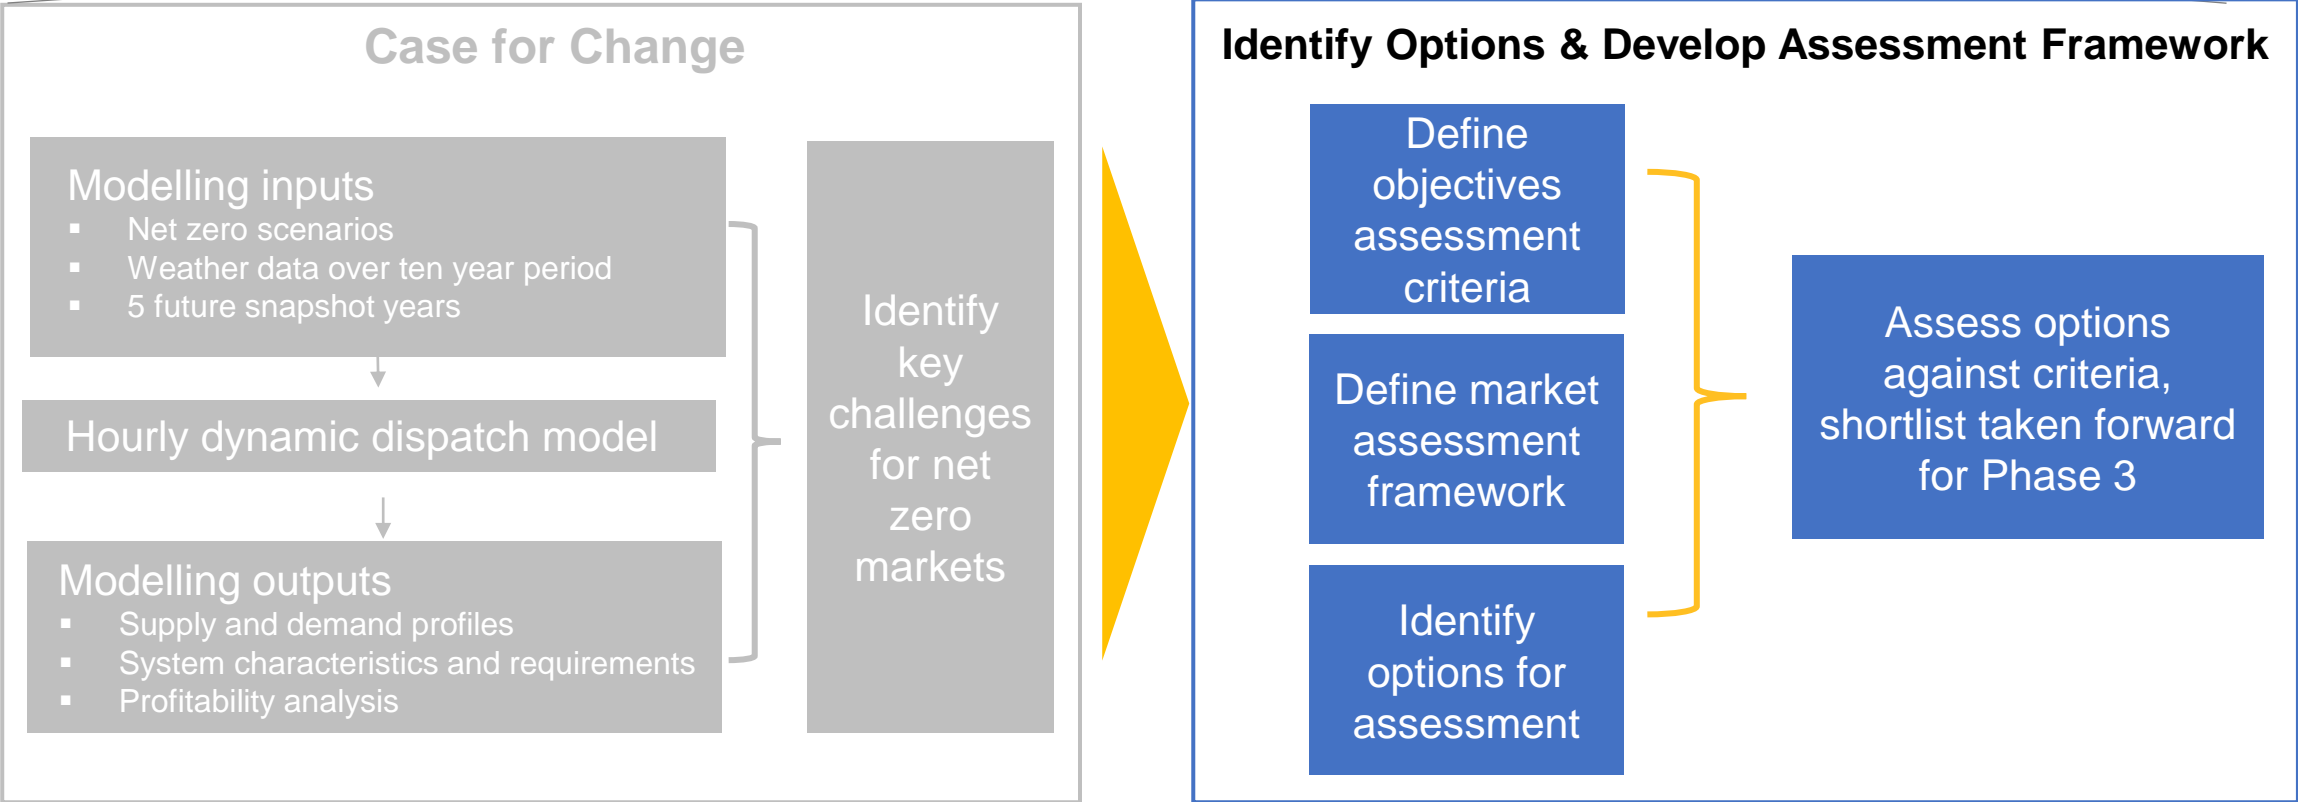 Case for Change
Modelling inputs
▪ Net zero scenarios
▪ Weather data over ten year period
▪ 5 future snapshot years
Hourly dynamic dispatch model
Modelling outputs
▪ Supply and demand profiles
▪ System characteristics and requirements
▪ Profitability analysis
Identify
key
challenges
for net
zero
markets
Identify Options & Develop Assessment Framework
Define
objectives
assessment
criteria
Define market
assessment
framework
Identify
options for
assessment
Assess options
against criteria,
shortlist taken forward
for Phase 3